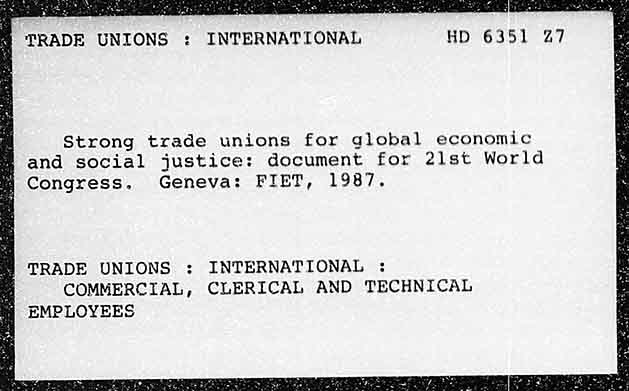 TRADE UNIONS : INTERNATIONAL HD 6351 Z7
Strong trade unions for global economic
and social justice: document for 21st World
Congress. Geneva: FIET, 1987.
TRADE UNIONS : INTERNATIONAL :
COMMERCIAL, CLERICAL AND TECHNICAL
EMPLOYEES